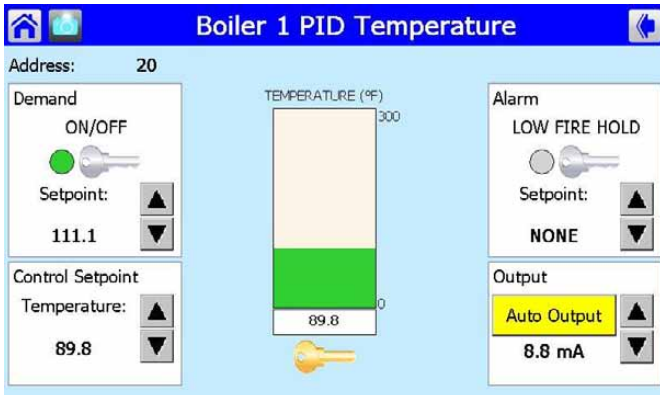 Boiler 1 PID Temperature
Address: 20
Demand
ON/OFF
Setpoint:
111.1
Control Setpoint
Temperature:
89.8
TEMPERATURE (ºF)
300
0
89.8
Alarm
LOW FIRE HOLD
Setpoint:
NONE
Output
Auto Output
8.8 mA